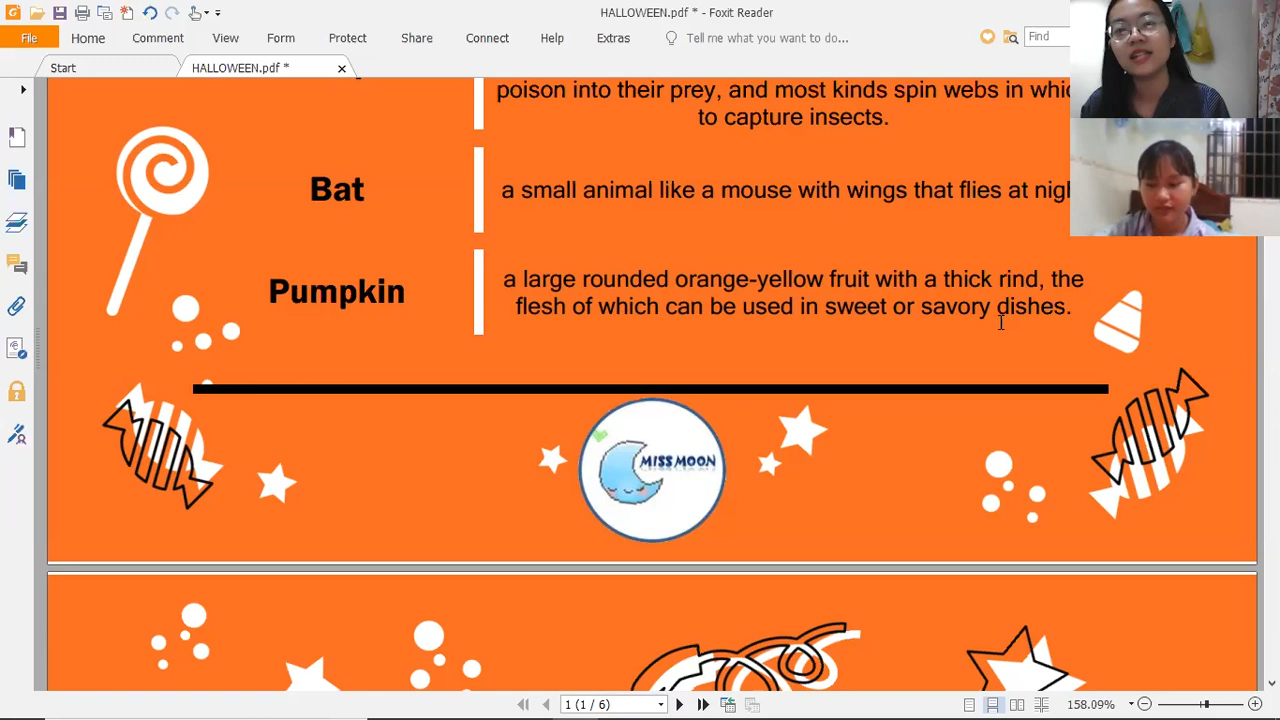 HALLOWEEN.pdf * - Foxit Reader
File Home Comment View Form Protect Share Connect Help Extras Tell me what you want to do... Find
Start HALLOWEEN.pdf *
poison into their prey, and most kinds spin webs in
to capture insects.
Bat
a small animal like a mouse with wings that flies at
Pumpkin
a large rounded orange-yellow fruit with a thick rind, the
flesh of which can be used in sweet or savory dishes.
MISS MOON
1 (1 / 6)
158.09%